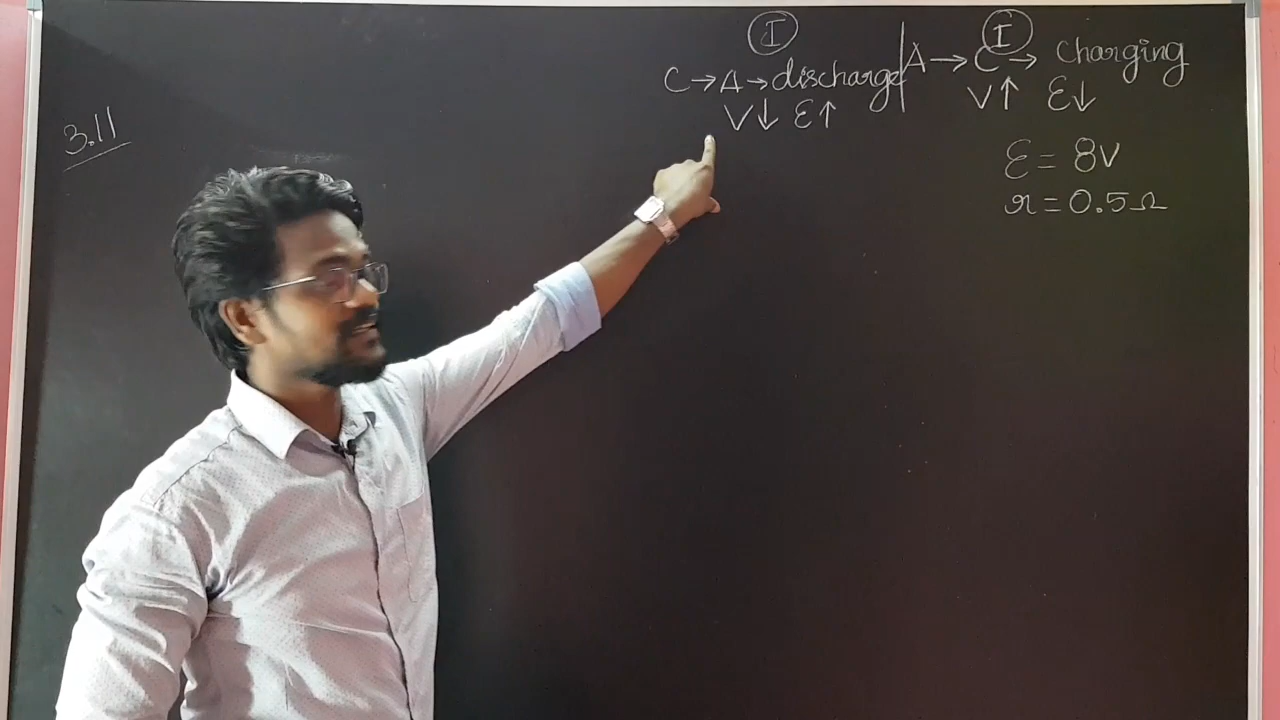 3.11
I
C → A → discharge
V↓ ε↑
I
A → C → Charging
V↑ ε↓
ε = 8V
r = 0.5Ω